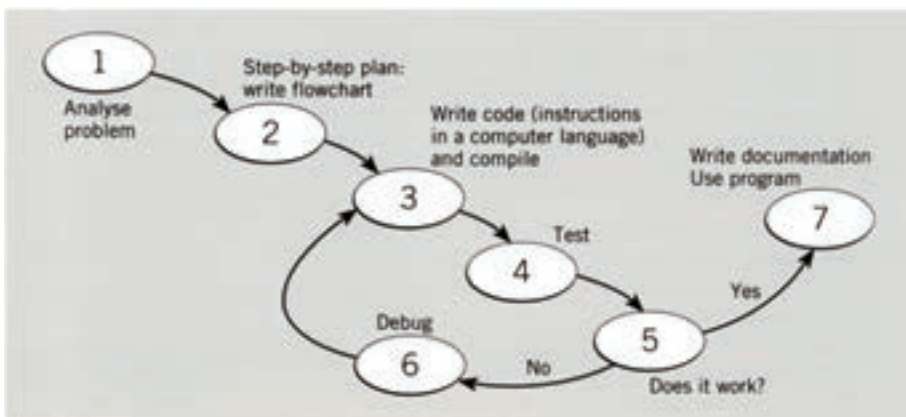 1
Analyse
problem
Step-by-step plan:
write flowchart
2
Write code (instructions
in a computer language)
and compile
3
Test
4
5
Does it work?
No
Debug
6
Yes
Write documentation
Use program
7